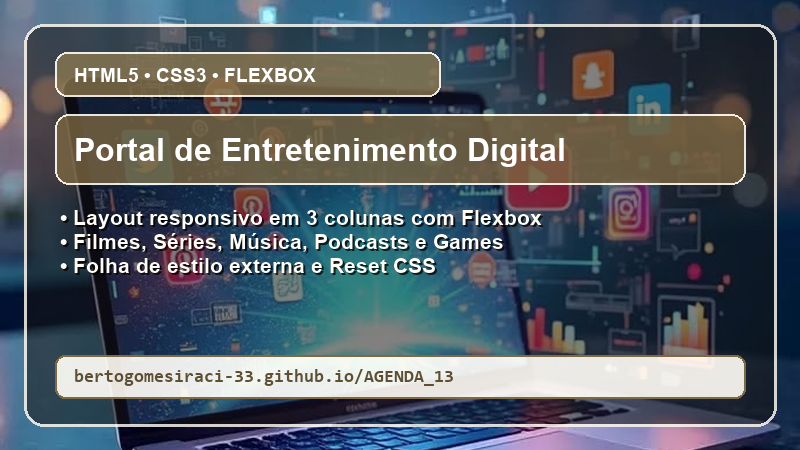 HTML5 • CSS3 • FLEXBOX
Portal de Entretenimento Digital
• Layout responsivo em 3 colunas com Flexbox
• Filmes, Séries, Música, Podcasts e Games
• Folha de estilo externa e Reset CSS
bertogomesiraci-33.github.io/AGENDA_13